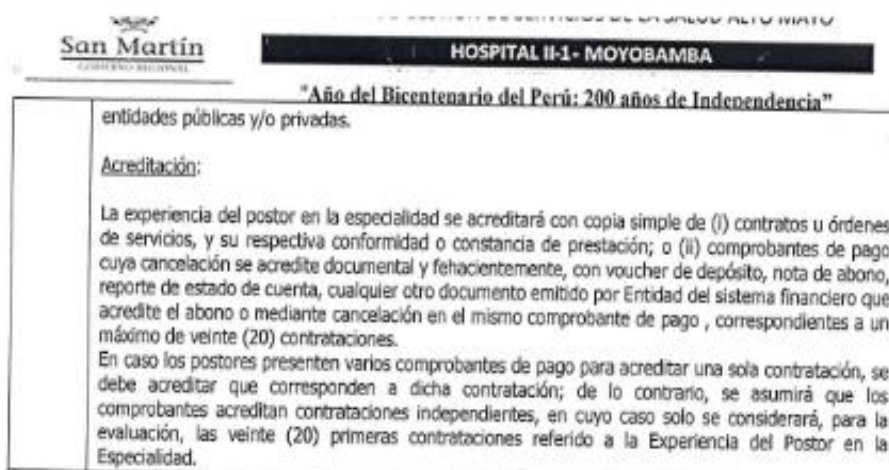 San Martín
GOBIERNO REGIONAL
DE LA SALUD ALTO MAYO
HOSPITAL II-1- MOYOBAMBA
"Año del Bicentenario del Perú: 200 años de Independencia"
entidades públicas y/o privadas.
Acreditación:
La experiencia del postor en la especialidad se acreditará con copia simple de (i) contratos u órdenes
de servicios, y su respectiva conformidad o constancia de prestación; o (ii) comprobantes de pago
cuya cancelación se acredite documental y fehacientemente, con voucher de depósito, nota de abono,
reporte de estado de cuenta, cualquier otro documento emitido por Entidad del sistema financiero que
acredite el abono o mediante cancelación en el mismo comprobante de pago , correspondientes a un
máximo de veinte (20) contrataciones.
En caso los postores presenten varios comprobantes de pago para acreditar una sola contratación, se
debe acreditar que corresponden a dicha contratación; de lo contrario, se asumirá que los
comprobantes acreditan contrataciones independientes, en cuyo caso solo se considerará, para la
evaluación, las veinte (20) primeras contrataciones referido a la Experiencia del Postor en la
Especialidad.